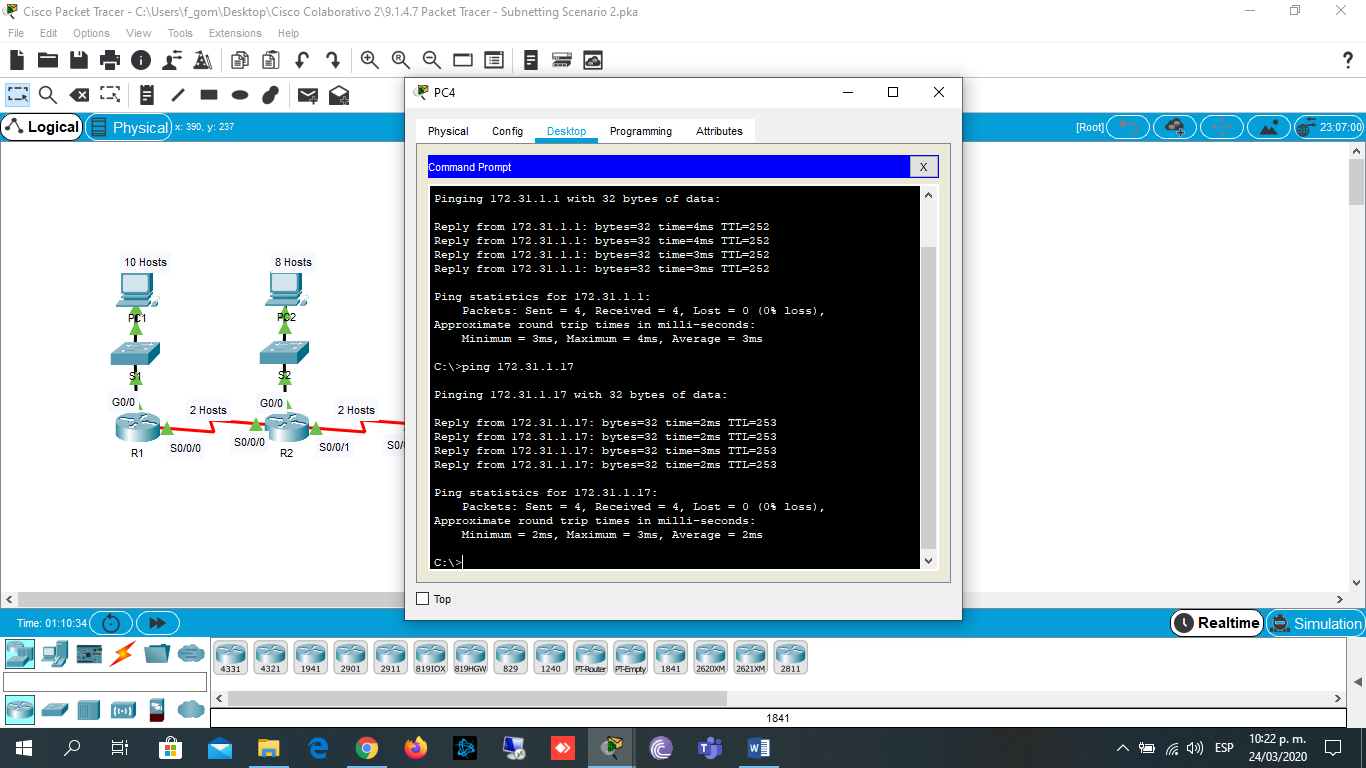 Cisco Packet Tracer - C:\Users\f_gom\Desktop\Cisco Colaborativo 2\9.1.4.7 Packet Tracer - Subnetting Scenario 2.pka
File Edit Options View Tools Extensions Help
Logical Physical x: 390, y: 237
[Root] 23:07:00
PC4
Physical Config Desktop Programming Attributes
Command Prompt X
Pinging 172.31.1.1 with 32 bytes of data:
Reply from 172.31.1.1: bytes=32 time=4ms TTL=252
Reply from 172.31.1.1: bytes=32 time=4ms TTL=252
Reply from 172.31.1.1: bytes=32 time=3ms TTL=252
Reply from 172.31.1.1: bytes=32 time=3ms TTL=252
Ping statistics for 172.31.1.1:
Packets: Sent = 4, Received = 4, Lost = 0 (0% loss),
Approximate round trip times in milli-seconds:
Minimum = 3ms, Maximum = 4ms, Average = 3ms
C:\>ping 172.31.1.17
Pinging 172.31.1.17 with 32 bytes of data:
Reply from 172.31.1.17: bytes=32 time=2ms TTL=253
Reply from 172.31.1.17: bytes=32 time=2ms TTL=253
Reply from 172.31.1.17: bytes=32 time=3ms TTL=253
Reply from 172.31.1.17: bytes=32 time=2ms TTL=253
Ping statistics for 172.31.1.17:
Packets: Sent = 4, Received = 4, Lost = 0 (0% loss),
Approximate round trip times in milli-seconds:
Minimum = 2ms, Maximum = 3ms, Average = 2ms
C:\>
Top
10 Hosts 8 Hosts
PC1 PC2
S1 S2
G0/0 G0/0
2 Hosts 2 Hosts
S0/0/0 S0/0/0 S0/0/1 S0/
R1 R2
Time: 01:10:34
Realtime Simulation
4331 4321 1941 2901 2911 819IOX 819HGW 829 1240 PT-Router PT-Empty 1841 2620XM 2621XM 2811
1841
ESP
10:22 p. m.
24/03/2020